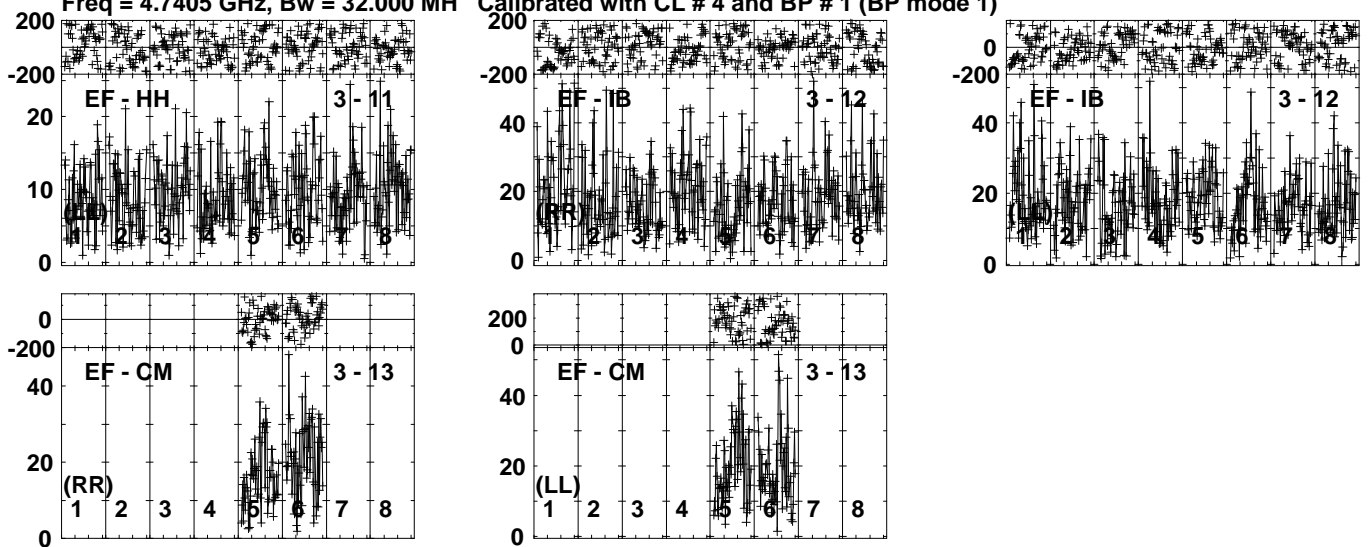 Freq = 4.7405 GHz, Bw = 32.000 MH Calibrated with CL # 4 and BP # 1 (BP mode 1)
200
-200
EF - HH 3 - 11
20
10
0
(LL)
1 2 3 4 5 6 7 8
200
-200
EF - IB 3 - 12
40
20
0
(RR)
1 2 3 4 5 6 7 8
0
-200
EF - IB 3 - 12
40
20
0
1 2 3 4 5 6 7 8
0
-200
EF - CM 3 - 13
40
20
0
(RR)
1 2 3 4 5 6 7 8
200
0
EF - CM 3 - 13
40
20
0
(LL)
1 2 3 4 5 6 7 8